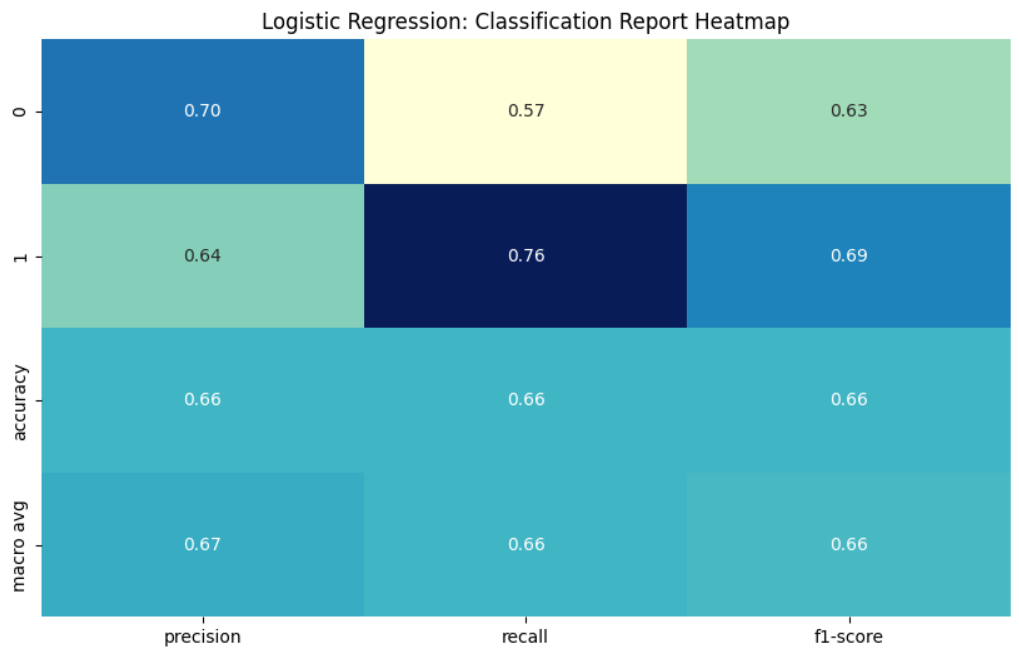 Logistic Regression: Classification Report Heatmap
0 0.70 0.57 0.63
1 0.64 0.76 0.69
accuracy 0.66 0.66 0.66
macro avg 0.67 0.66 0.66
precision recall f1-score